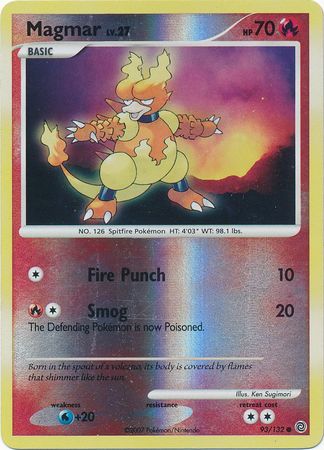 Magmar LV.27 HP 70
BASIC
NO. 126 Spitfire Pokémon HT: 4'03" WT: 98.1 lbs.
Fire Punch 10
Smog 20
The Defending Pokémon is now Poisoned.
Born in the spout of a volcano, its body is covered by flames
that shimmer like the sun.
Illus. Ken Sugimori
weakness resistance retreat cost
+20
©2007 Pokémon/Nintendo 93/132